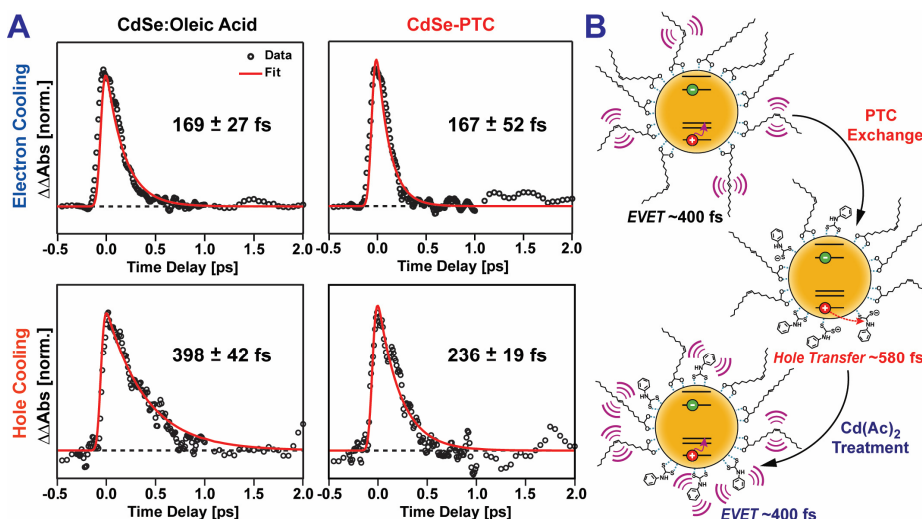 A
CdSe:Oleic Acid
CdSe-PTC
Electron Cooling
ΔΔAbs [norm.]
Data
Fit
169 ± 27 fs
-0.5 0.0 0.5 1.0 1.5 2.0
Time Delay [ps]
167 ± 52 fs
-0.5 0.0 0.5 1.0 1.5 2.0
Time Delay [ps]
Hole Cooling
ΔΔAbs [norm.]
398 ± 42 fs
-0.5 0.0 0.5 1.0 1.5 2.0
Time Delay [ps]
236 ± 19 fs
-0.5 0.0 0.5 1.0 1.5 2.0
Time Delay [ps]
B
PTC
Exchange
EVET ~400 fs
Hole Transfer ~580 fs
Cd(Ac)2
Treatment
EVET ~400 fs